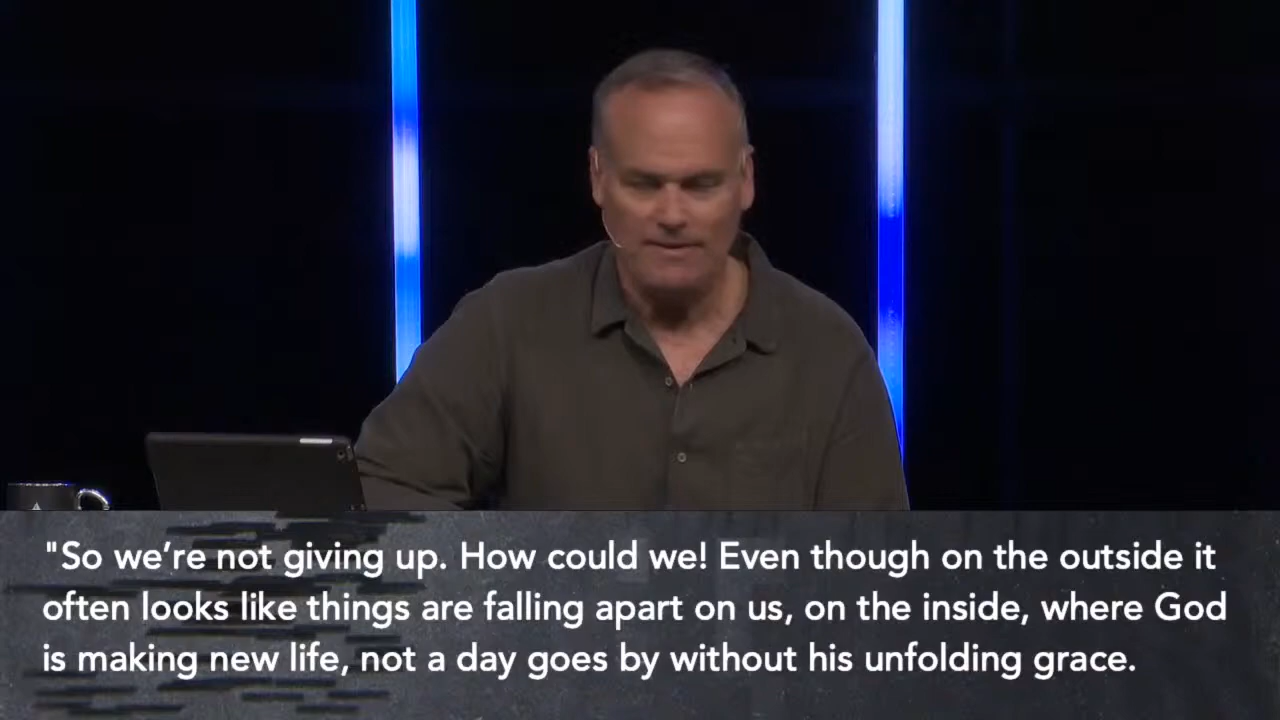 "So we’re not giving up. How could we! Even though on the outside it
often looks like things are falling apart on us, on the inside, where God
is making new life, not a day goes by without his unfolding grace.